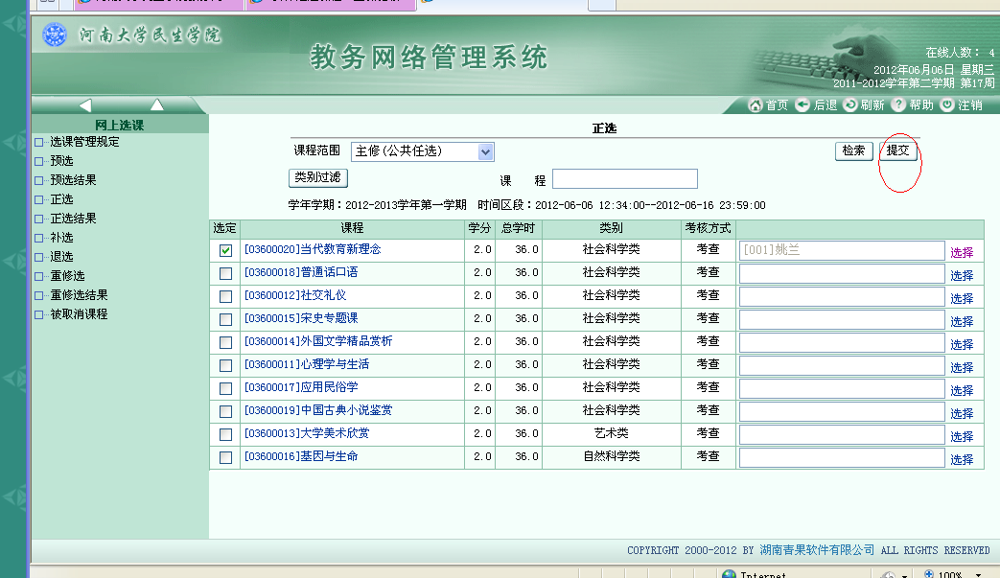 河南大学民生学院
教务网络管理系统
在线人数： 4
2012年06月06日 星期三
2011-2012学年第二学期 第17周
首页 后退 刷新 帮助 注销
网上选课
选课管理规定
预选
预选结果
正选
正选结果
补选
退选
重修选
重修选结果
被取消课程
正选
课程范围 主修(公共任选) 检索 提交
类别过滤 课 程
学年学期：2012-2013学年第一学期 时间区段：2012-06-06 12:34:00--2012-06-16 23:59:00
选定 课程 学分 总学时 类别 考核方式
[03600020]当代教育新理念 2.0 36.0 社会科学类 考查 [001]姚兰 选择
[03600018]普通话口语 2.0 36.0 社会科学类 考查 选择
[03600012]社交礼仪 2.0 36.0 社会科学类 考查 选择
[03600015]宋史专题课 2.0 36.0 社会科学类 考查 选择
[03600014]外国文学精品赏析 2.0 36.0 社会科学类 考查 选择
[03600011]心理学与生活 2.0 36.0 社会科学类 考查 选择
[03600017]应用民俗学 2.0 36.0 社会科学类 考查 选择
[03600019]中国古典小说鉴赏 2.0 36.0 社会科学类 考查 选择
[03600013]大学美术欣赏 2.0 36.0 艺术类 考查 选择
[03600016]基因与生命 2.0 36.0 自然科学类 考查 选择
COPYRIGHT 2000-2012 BY 湖南青果软件有限公司 ALL RIGHTS RESERVED
Internet 100%